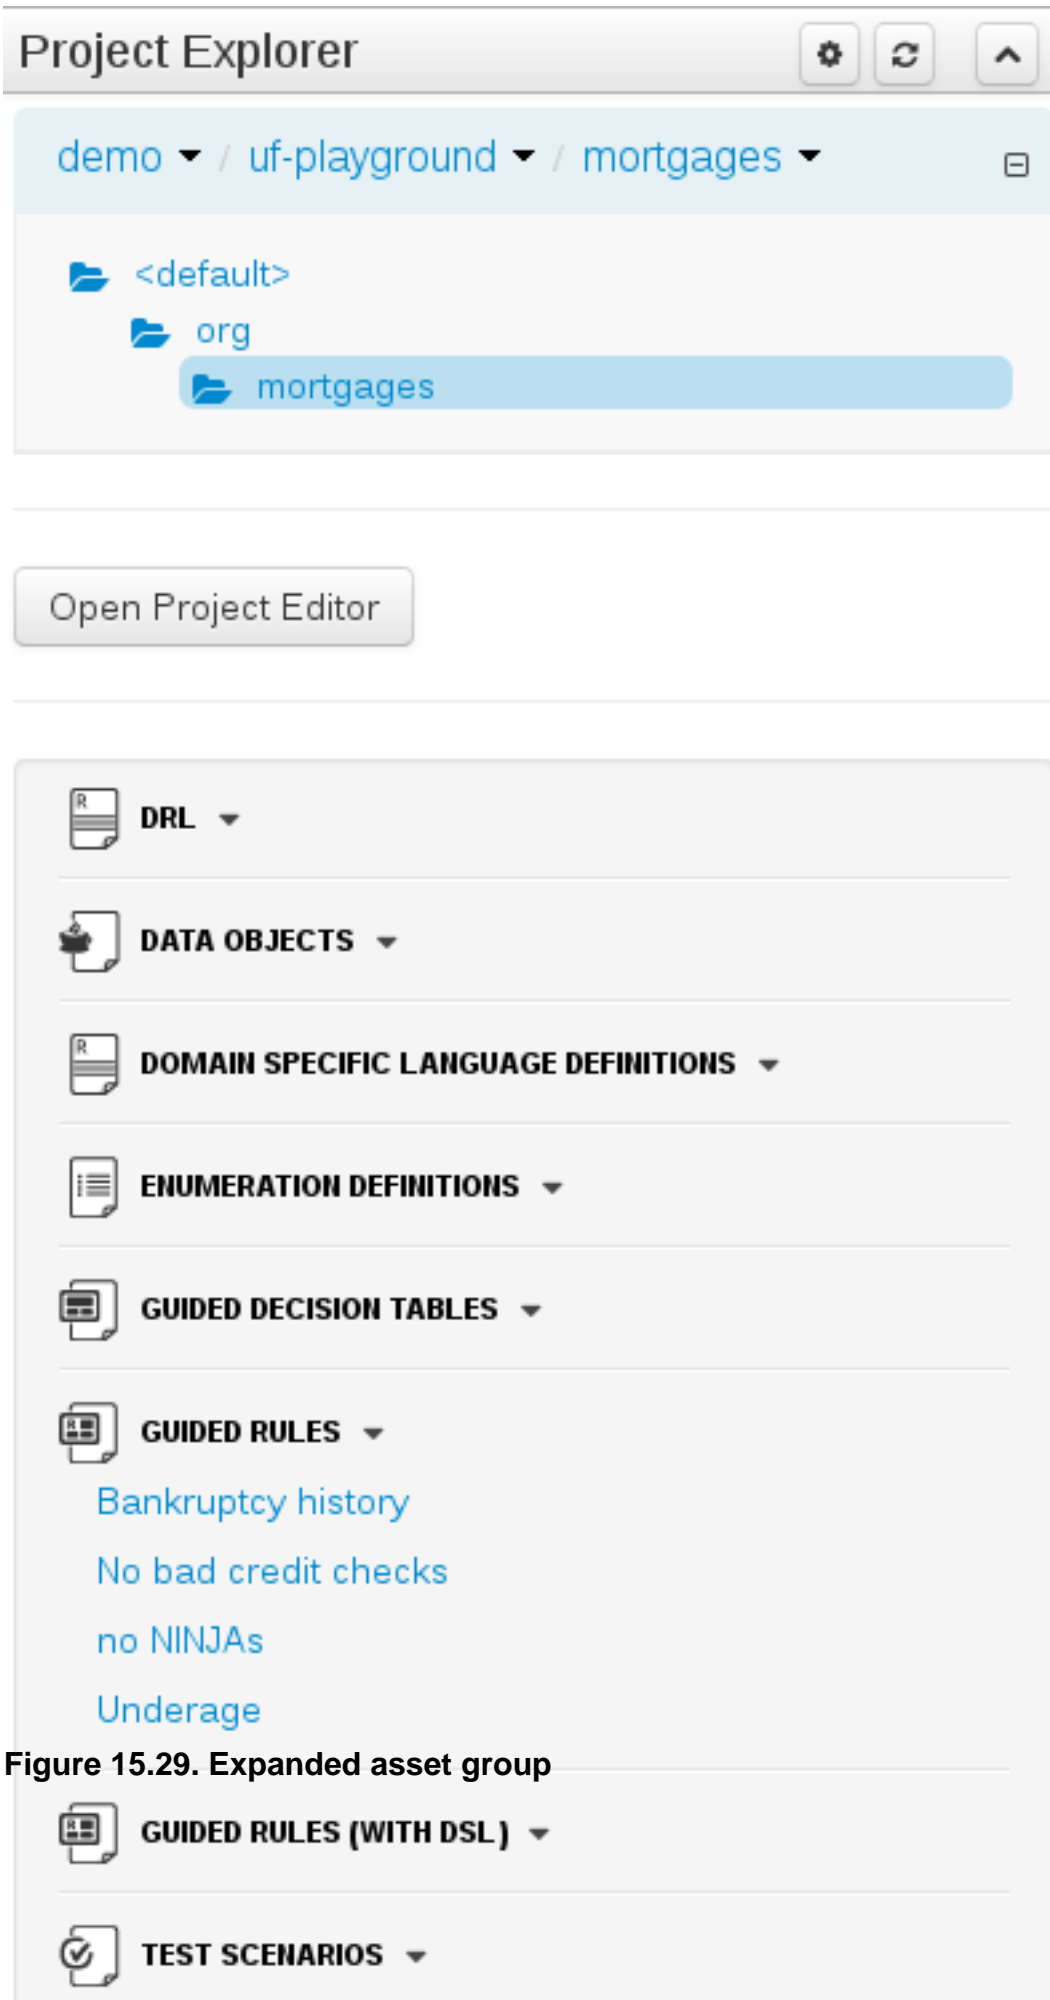 Project Explorer
demo / uf-playground / mortgages
<default>
org
mortgages
Open Project Editor
DRL
DATA OBJECTS
DOMAIN SPECIFIC LANGUAGE DEFINITIONS
ENUMERATION DEFINITIONS
GUIDED DECISION TABLES
GUIDED RULES
Bankruptcy history
No bad credit checks
no NINJAs
Underage
Figure 15.29. Expanded asset group
GUIDED RULES (WITH DSL)
TEST SCENARIOS